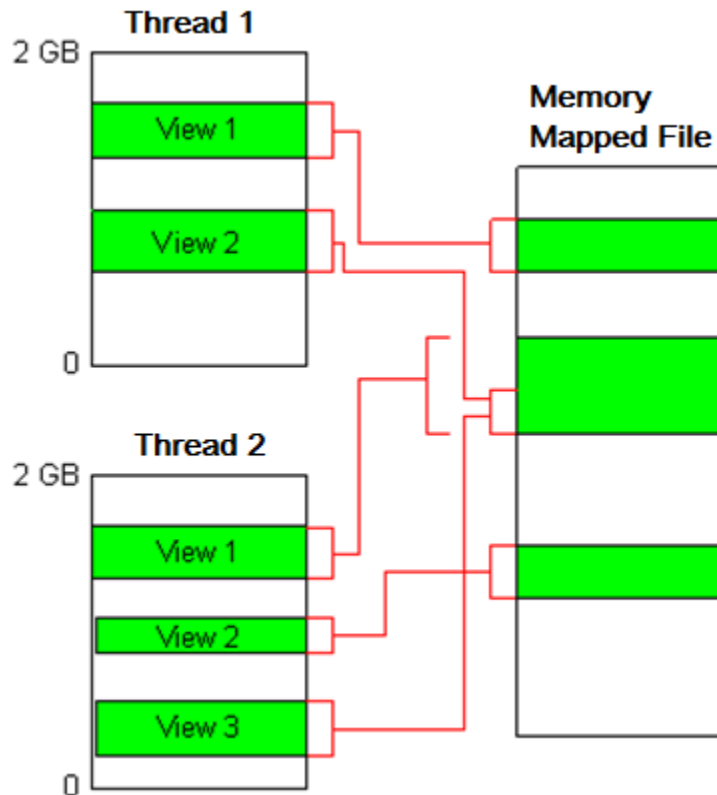 Thread 1
2 GB
View 1
View 2
0
Memory
Mapped File
Thread 2
2 GB
View 1
View 2
View 3
0